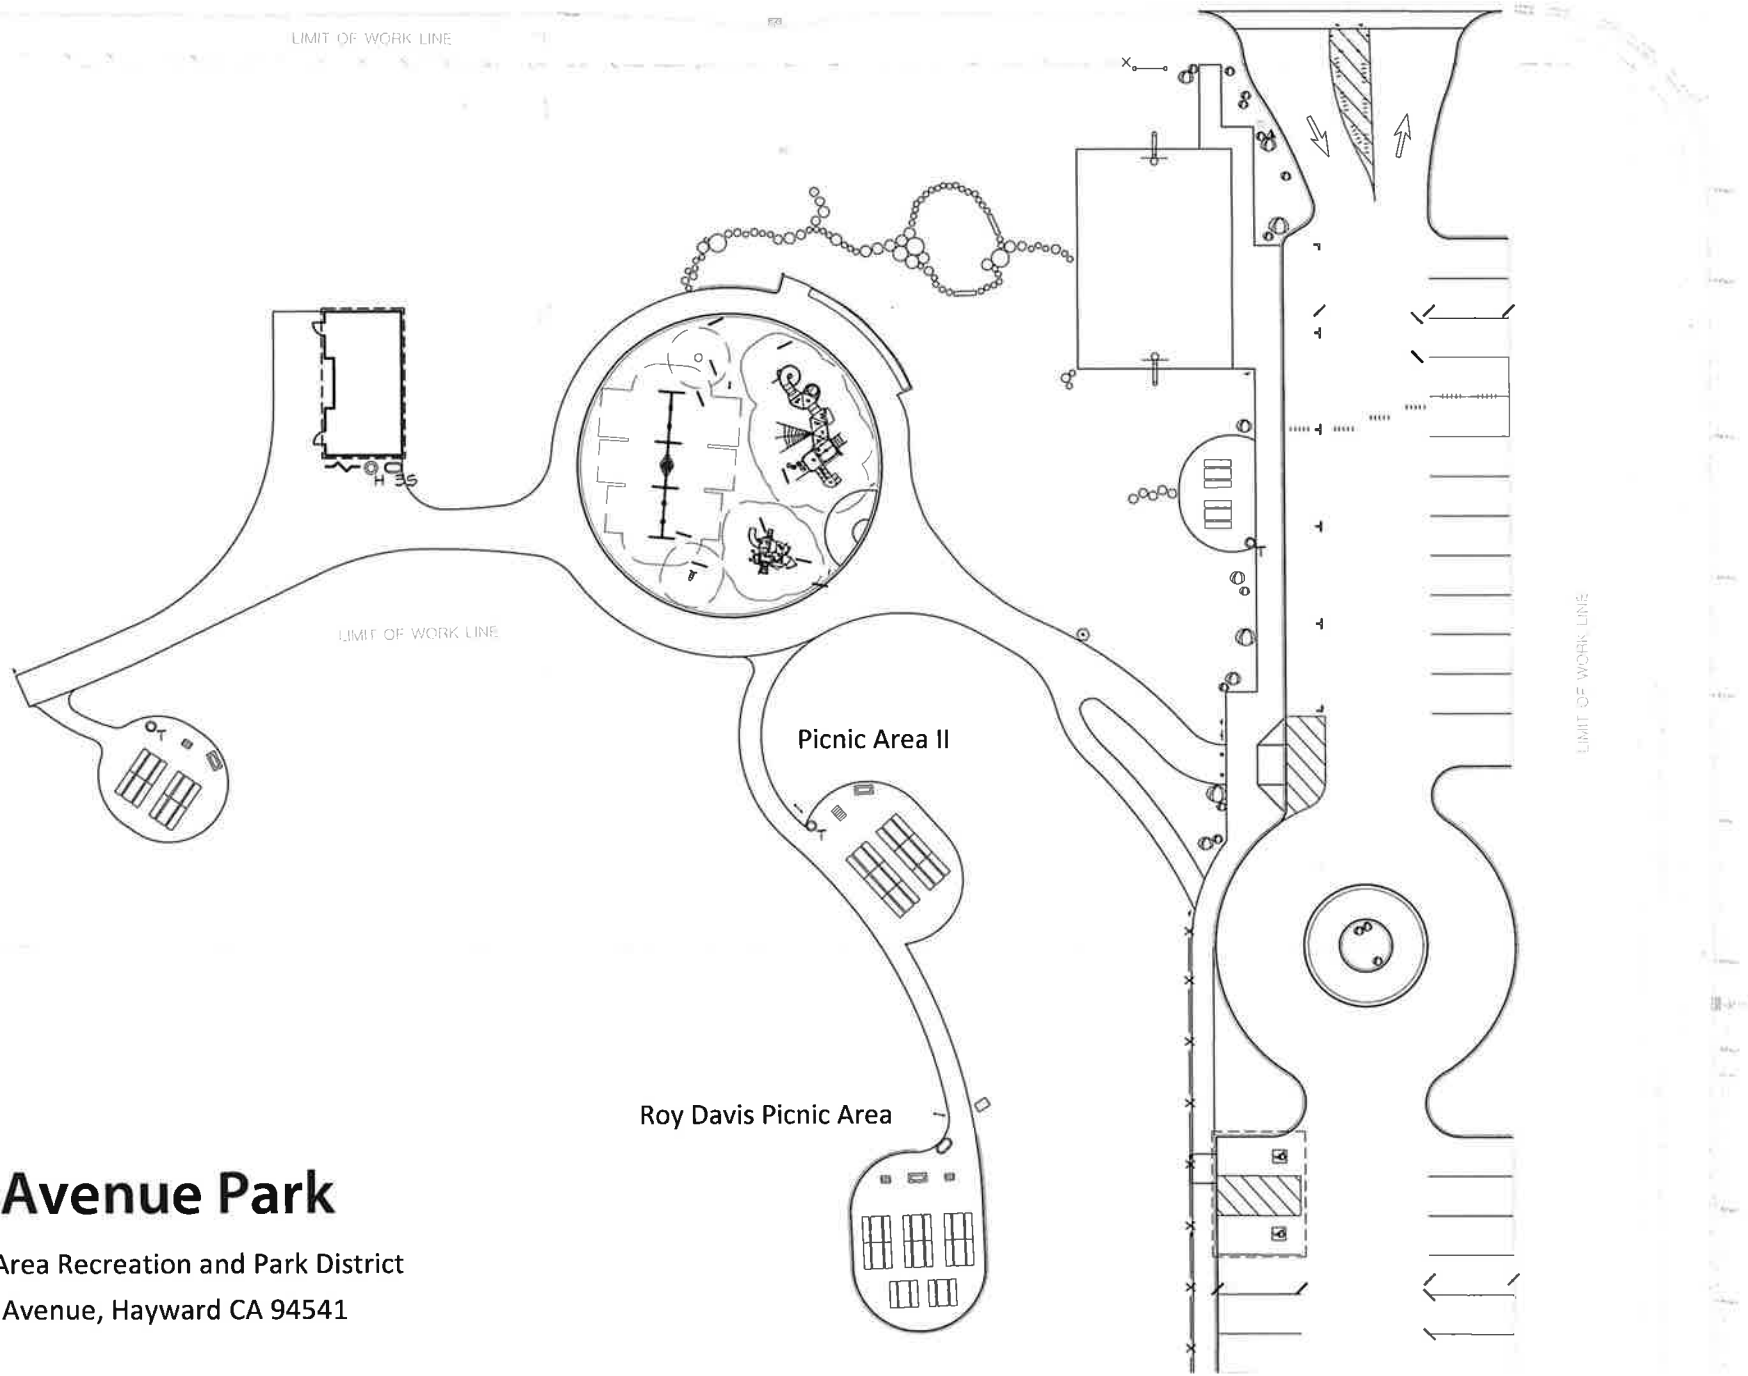 LIMIT OF WORK LINE
LIMIT OF WORK LINE
LIMIT OF WORK LINE
Picnic Area II
Roy Davis Picnic Area
Avenue Park
Area Recreation and Park District
Avenue, Hayward CA 94541